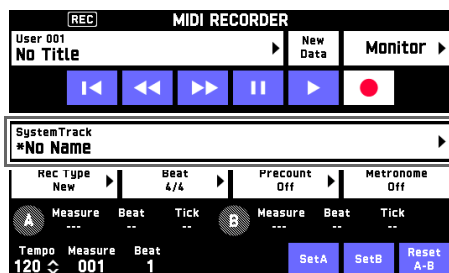 REC MIDI RECORDER
User 001
No Title
New
Data
Monitor
SystemTrack
*No Name
Rec Type
New
Beat
4/4
Precount
Off
Metronome
Off
A Measure Beat Tick B Measure Beat Tick
--- -- -- --- -- --
Tempo Measure Beat
120 001 1
SetA SetB Reset
A-B